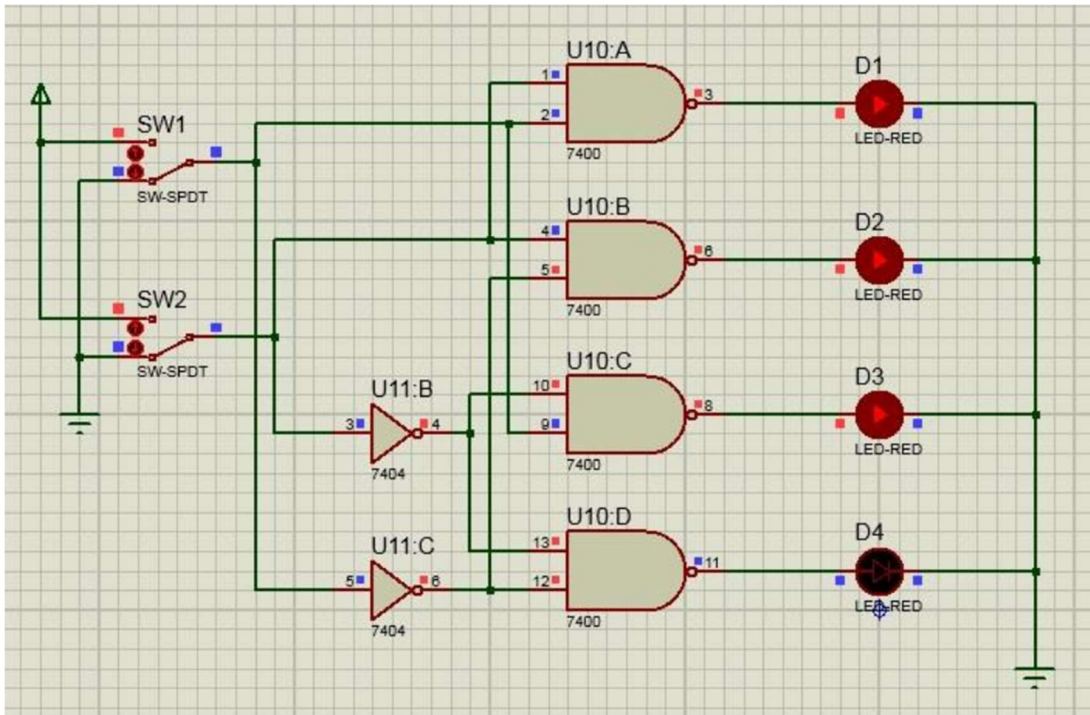 U10:A
1
2
3
7400
D1
LED-RED
SW1
SW-SPDT
U10:B
4
5
6
7400
D2
LED-RED
SW2
SW-SPDT
U10:C
10
9
8
7400
D3
LED-RED
U11:B
3
4
7404
U10:D
13
12
11
7400
D4
LED-RED
U11:C
5
6
7404